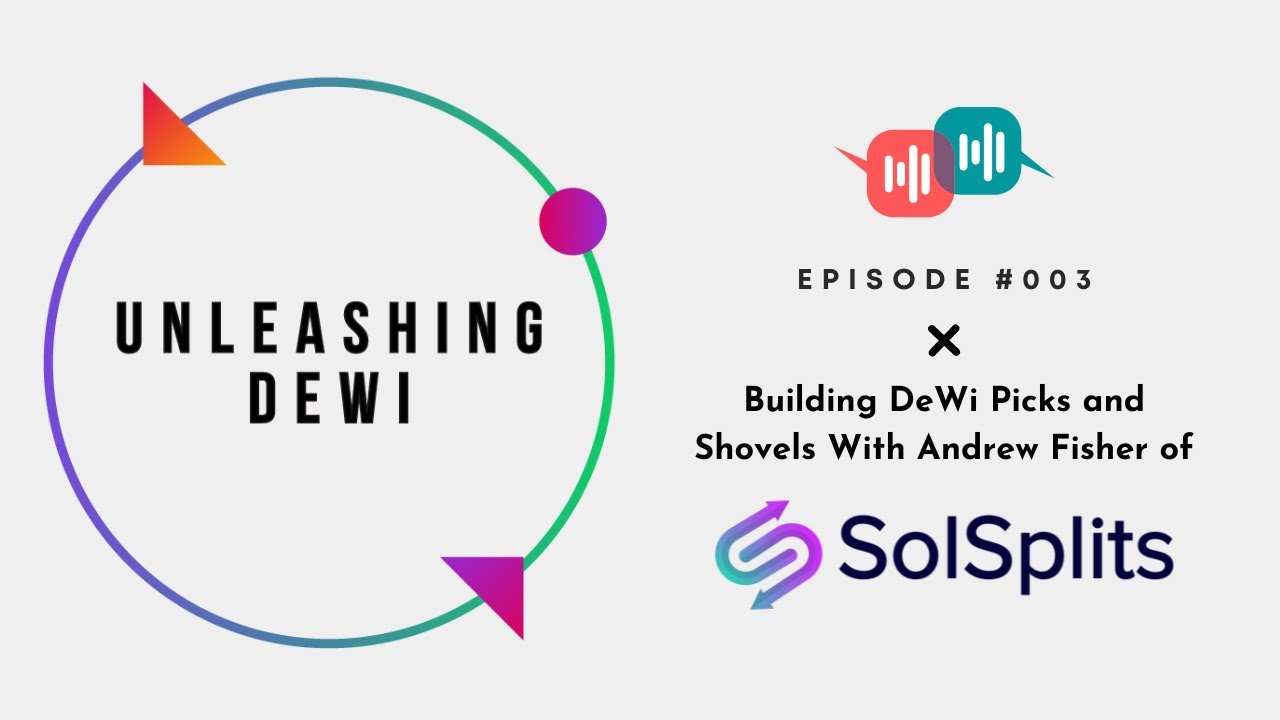 UNLEASHING
DEWI
EPISODE #003
Building DeWi Picks and
Shovels With Andrew Fisher of
SolSplits